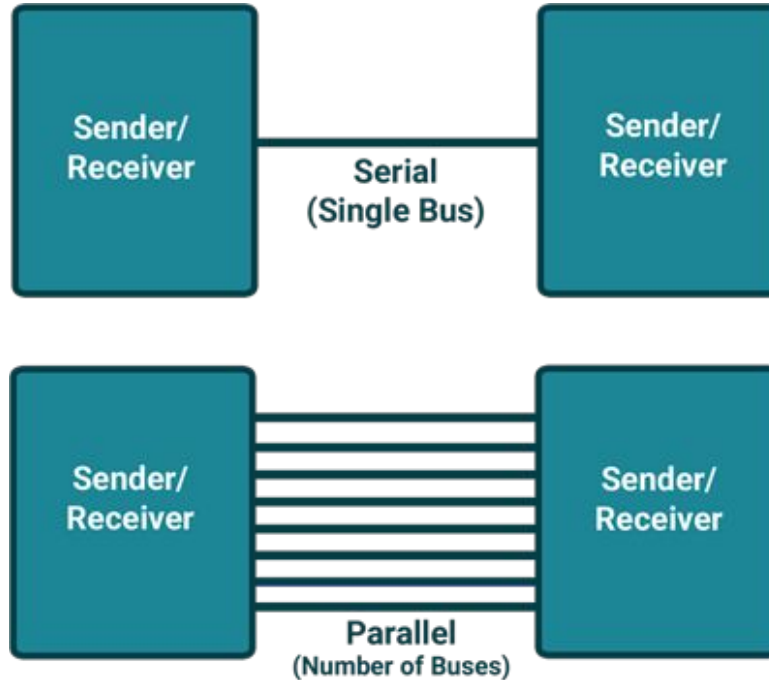 Sender/
Receiver
Serial
(Single Bus)
Sender/
Receiver
Sender/
Receiver
Parallel
(Number of Buses)
Sender/
Receiver